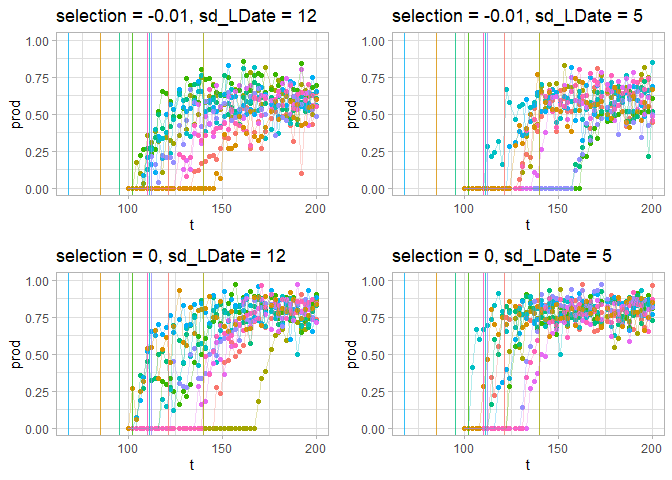 selection = -0.01, sd_LDate = 12
1.00
0.75
0.50
0.25
0.00
prod
100
150
200
t
selection = -0.01, sd_LDate = 5
1.00
0.75
0.50
0.25
0.00
prod
100
150
200
t
selection = 0, sd_LDate = 12
1.00
0.75
0.50
0.25
0.00
prod
100
150
200
t
selection = 0, sd_LDate = 5
1.00
0.75
0.50
0.25
0.00
prod
100
150
200
t